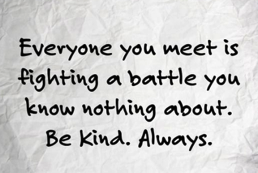 Everyone you meet is
fighting a battle you
know nothing about.
Be Kind. Always.